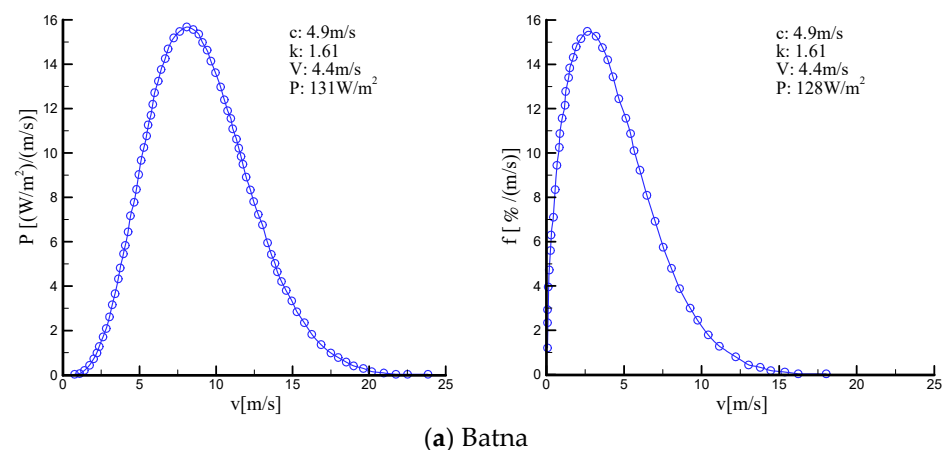 16
14
12
10
8
6
4
2
0
P [(W/m²)/(m/s)]
c: 4.9m/s
k: 1.61
V: 4.4m/s
P: 131W/m²
0 5 10 15 20 25
v[m/s]
16
14
12
10
8
6
4
2
0
f [ % /(m/s)]
c: 4.9m/s
k: 1.61
V: 4.4m/s
P: 128W/m²
0 5 10 15 20 25
v[m/s]
(a) Batna